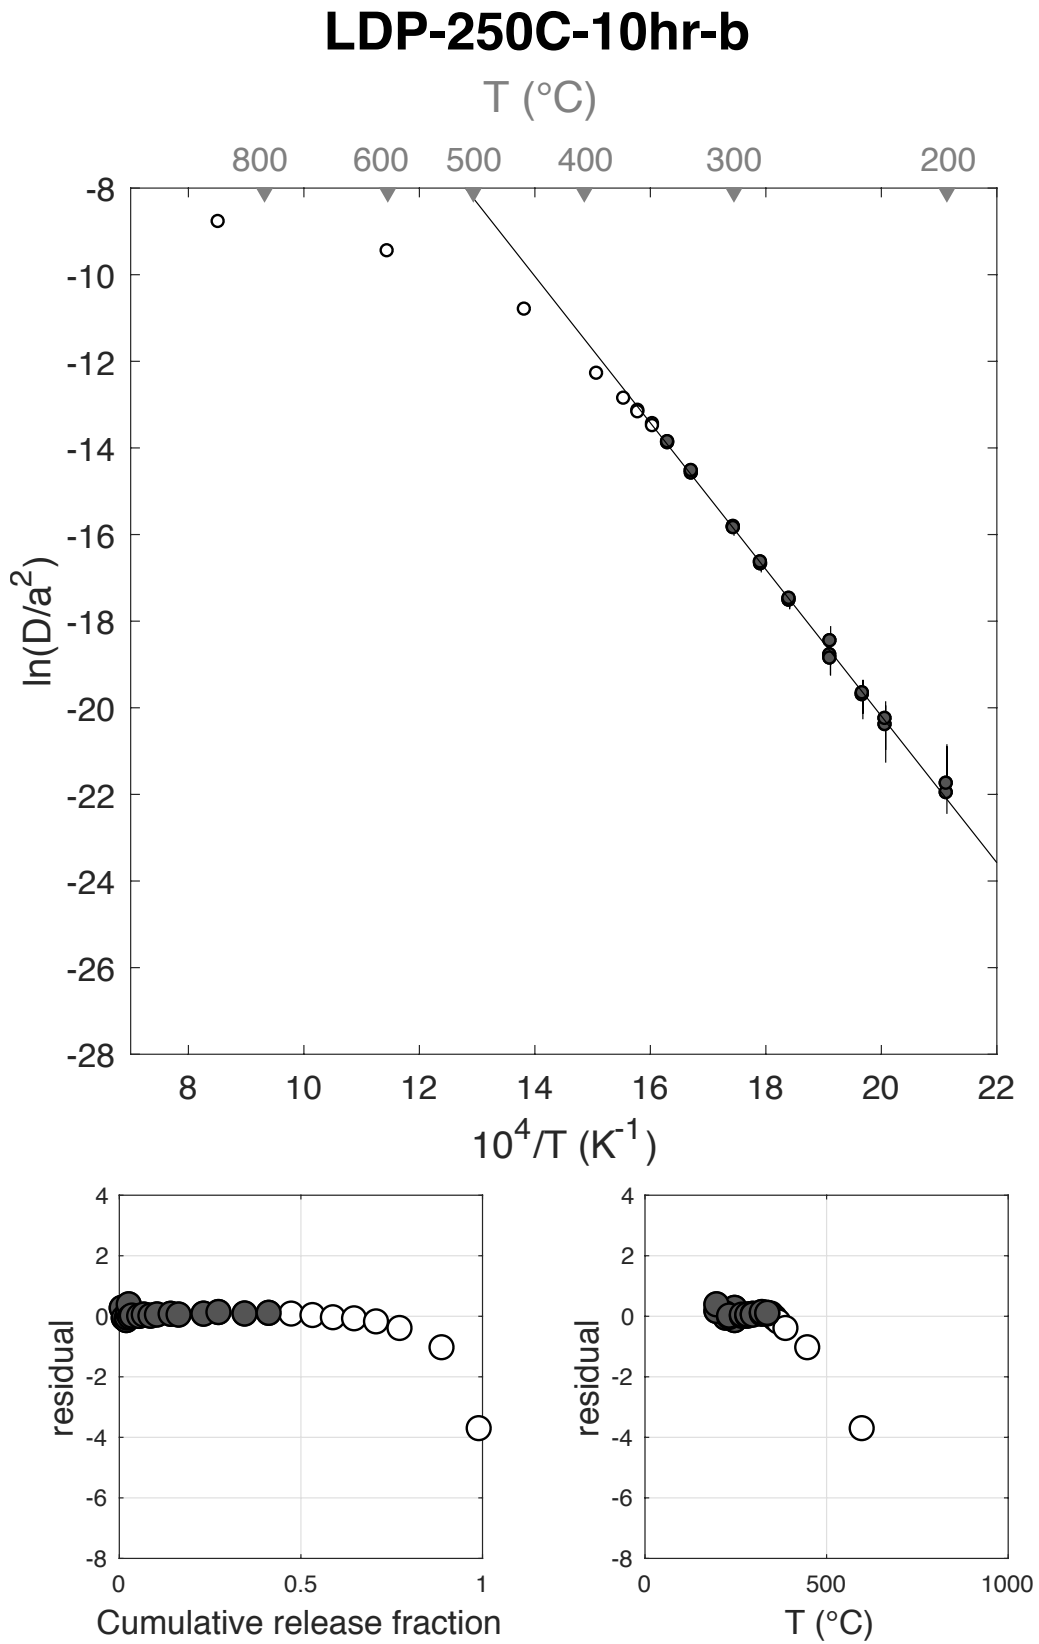 LDP-250C-10hr-b
T (°C)
800 600 500 400 300 200
-8
-10
-12
-14
-16
-18
-20
-22
-24
-26
-28
ln(D/a²)
8 10 12 14 16 18 20 22
10⁴/T (K⁻¹)
4
2
0
-2
-4
-6
-8
residual
0 0.5 1
Cumulative release fraction
4
2
0
-2
-4
-6
-8
residual
0 500 1000
T (°C)